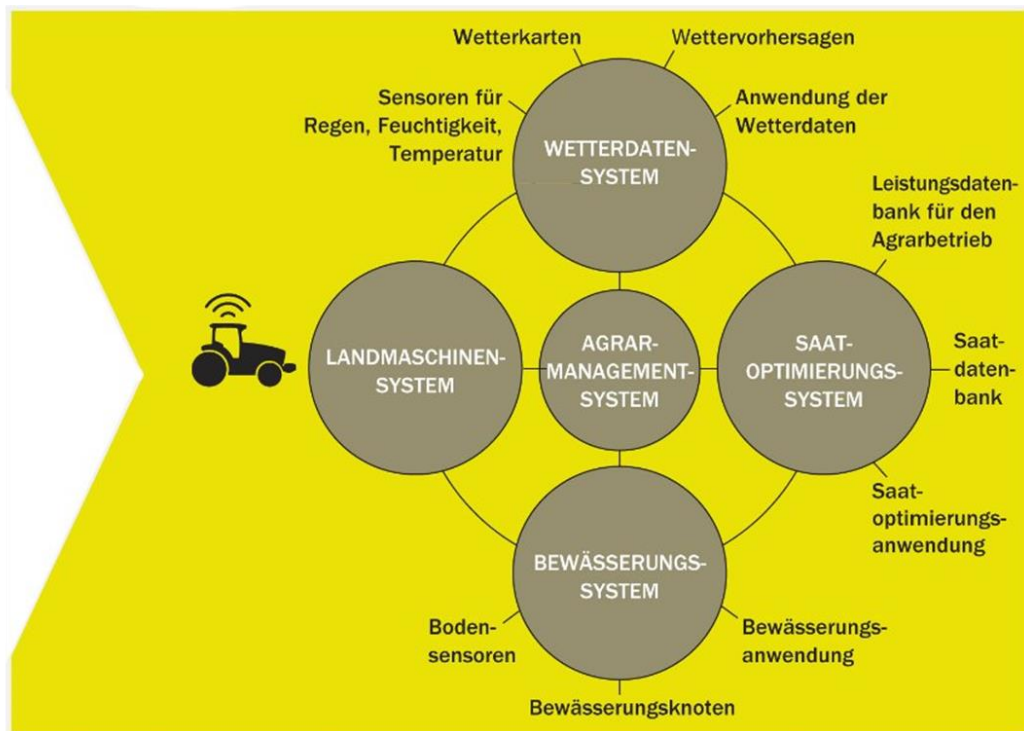 Wetterkarten
Wettervorhersagen
Sensoren für
Regen, Feuchtigkeit,
Temperatur
Anwendung der
Wetterdaten
WETTERDATEN-
SYSTEM
Leistungsdaten-
bank für den
Agrarbetrieb
LANDMASCHINEN-
SYSTEM
AGRAR-
MANAGEMENT-
SYSTEM
SAAT-
OPTIMIERUNGS-
SYSTEM
Saat-
daten-
bank
Saat-
optimierungs-
anwendung
BEWÄSSERUNGS-
SYSTEM
Boden-
sensoren
Bewässerungs-
anwendung
Bewässerungsknoten